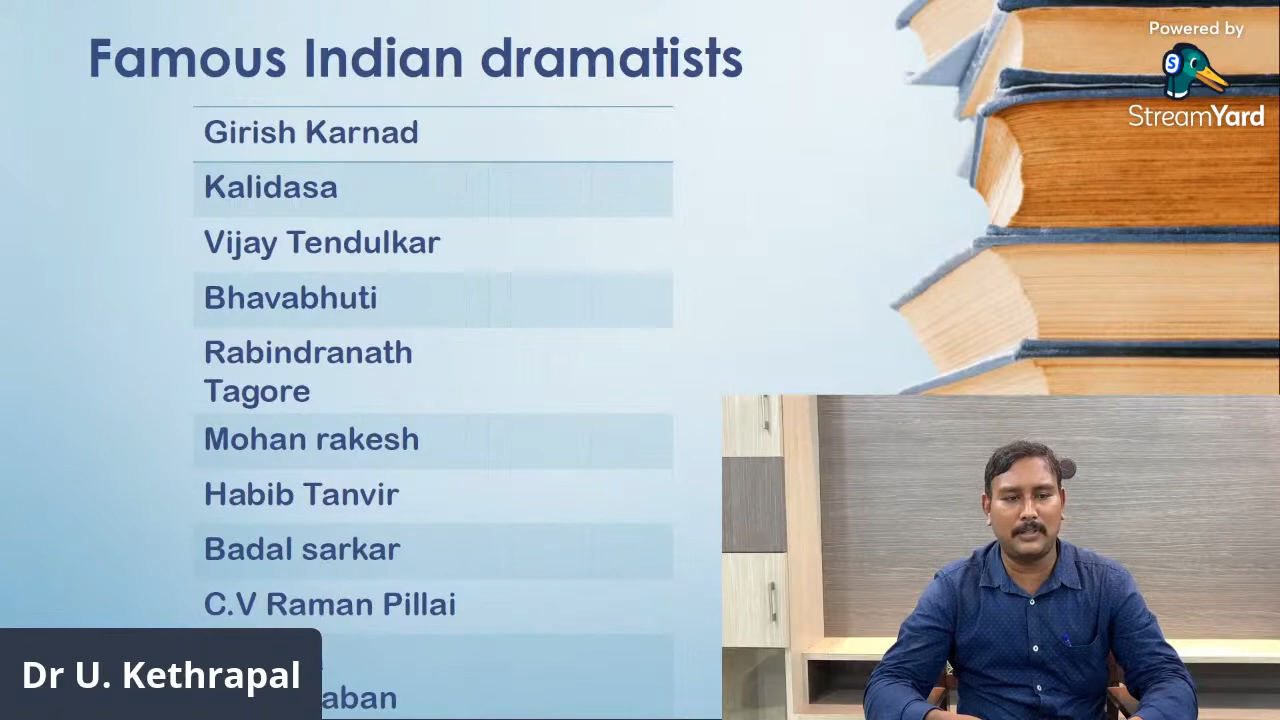 Famous Indian dramatists
Powered by
S
StreamYard
Girish Karnad
Kalidasa
Vijay Tendulkar
Bhavabhuti
Rabindranath
Tagore
Mohan rakesh
Habib Tanvir
Badal sarkar
C.V Raman Pillai
Dr U. Kethrapal